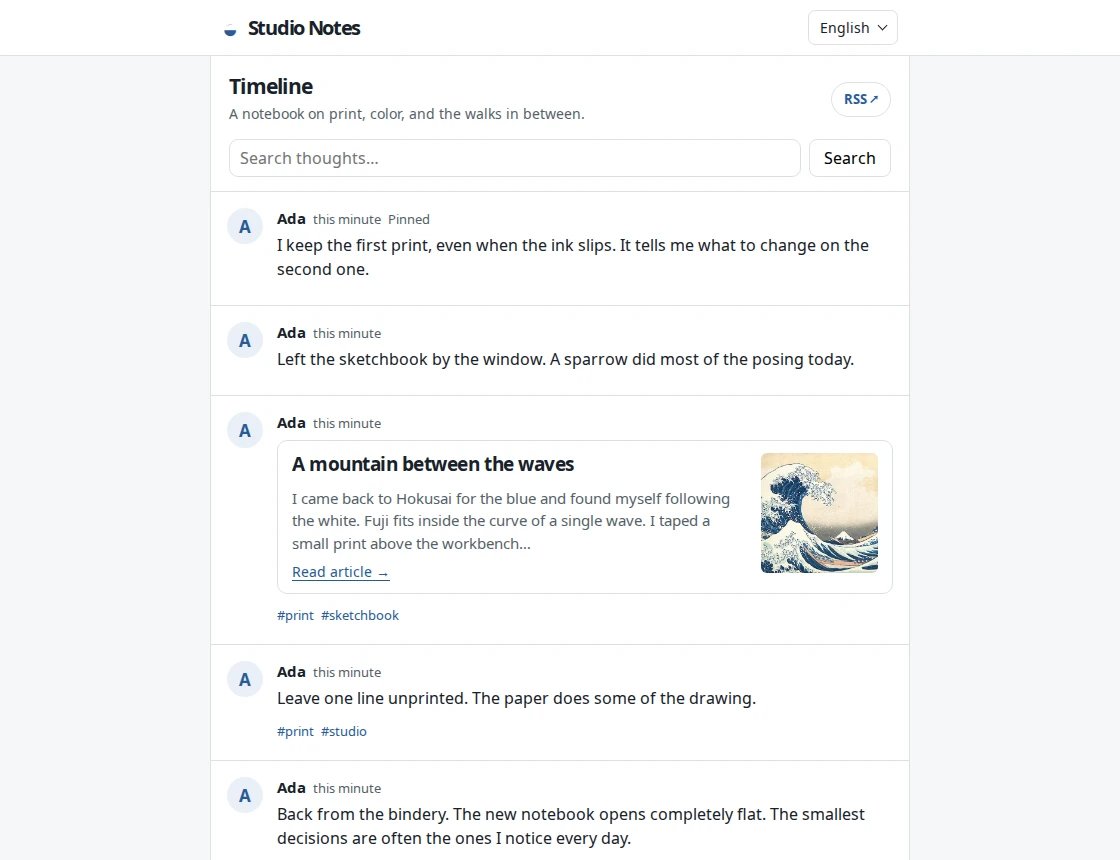 Studio Notes
English
Timeline
A notebook on print, color, and the walks in between.
RSS↗
Search thoughts...
Search
A
Ada this minute Pinned
I keep the first print, even when the ink slips. It tells me what to change on the
second one.
A
Ada this minute
Left the sketchbook by the window. A sparrow did most of the posing today.
A
Ada this minute
A mountain between the waves
I came back to Hokusai for the blue and found myself following
the white. Fuji fits inside the curve of a single wave. I taped a
small print above the workbench...
Read article →
#print #sketchbook
A
Ada this minute
Leave one line unprinted. The paper does some of the drawing.
#print #studio
A
Ada this minute
Back from the bindery. The new notebook opens completely flat. The smallest
decisions are often the ones I notice every day.